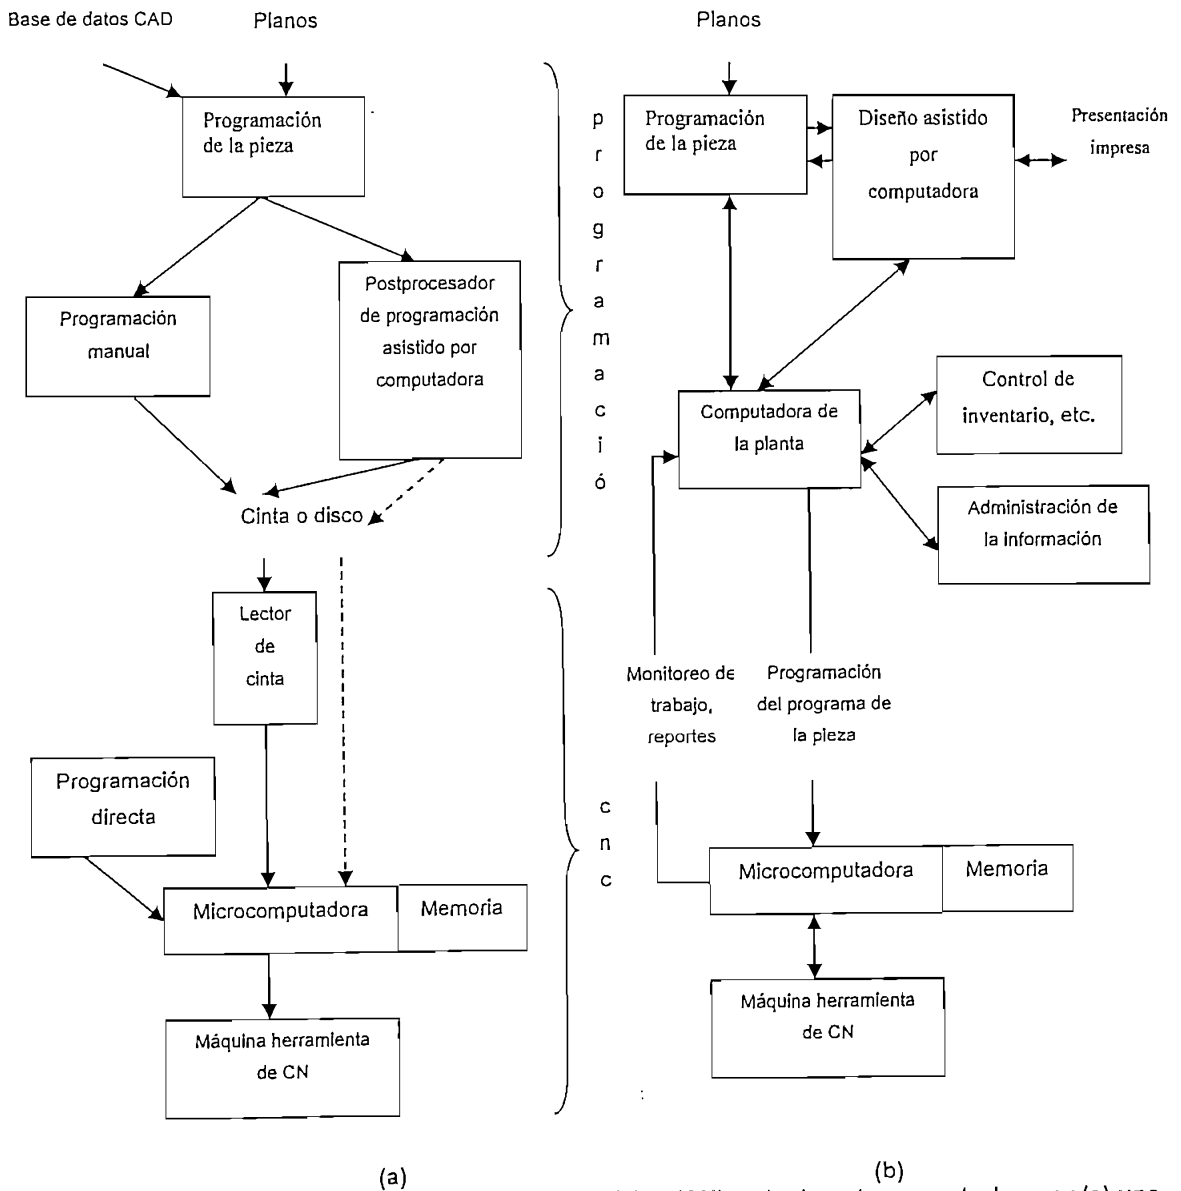 Base de datos CAD
Planos
Programación
de la pieza
Programación
manual
Postprocesador
de programación
asistido por
computadora
Cinta o disco
Lector
de
cinta
Programación
directa
Microcomputadora
Memoria
Máquina herramienta
de CN
(a)
p
r
o
g
r
a
m
a
c
i
ó
c
n
c
Planos
Programación
de la pieza
Diseño asistido
por
computadora
Presentación
impresa
Computadora de
la planta
Control de
inventario, etc.
Administración de
la información
Monitoreo de
trabajo,
reportes
Programación
del programa de
la pieza
Microcomputadora
Memoria
Máquina herramienta
de CN
(b)